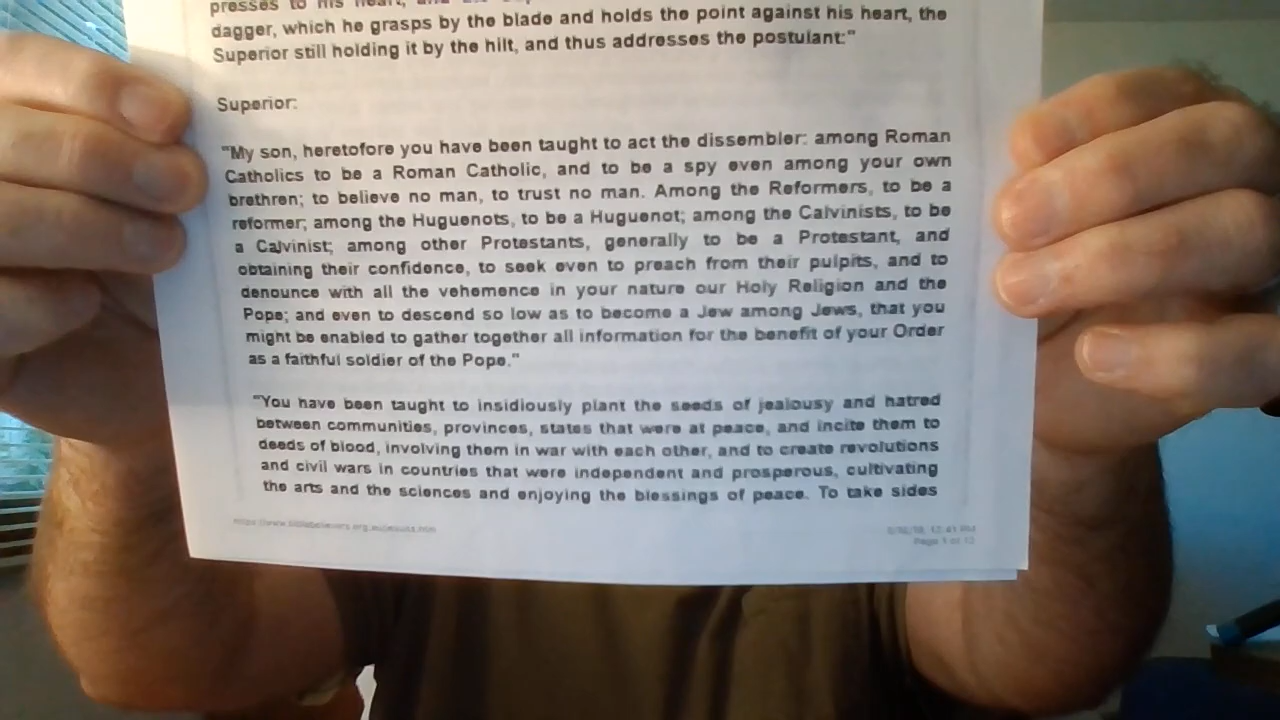 presses to his heart, and
dagger, which he grasps by the blade and holds the point against his heart, the
Superior still holding it by the hilt, and thus addresses the postulant:"
Superior:
"My son, heretofore you have been taught to act the dissembler: among Roman
Catholics to be a Roman Catholic, and to be a spy even among your own
brethren; to believe no man, to trust no man. Among the Reformers, to be a
reformer; among the Huguenots, to be a Huguenot; among the Calvinists, to be
a Calvinist; among other Protestants, generally to be a Protestant, and
obtaining their confidence, to seek even to preach from their pulpits, and to
denounce with all the vehemence in your nature our Holy Religion and the
Pope; and even to descend so low as to become a Jew among Jews, that you
might be enabled to gather together all information for the benefit of your Order
as a faithful soldier of the Pope."
"You have been taught to insidiously plant the seeds of jealousy and hatred
between communities, provinces, states that were at peace, and incite them to
deeds of blood, involving them in war with each other, and to create revolutions
and civil wars in countries that were independent and prosperous, cultivating
the arts and the sciences and enjoying the blessings of peace. To take sides
Page 1 of 12